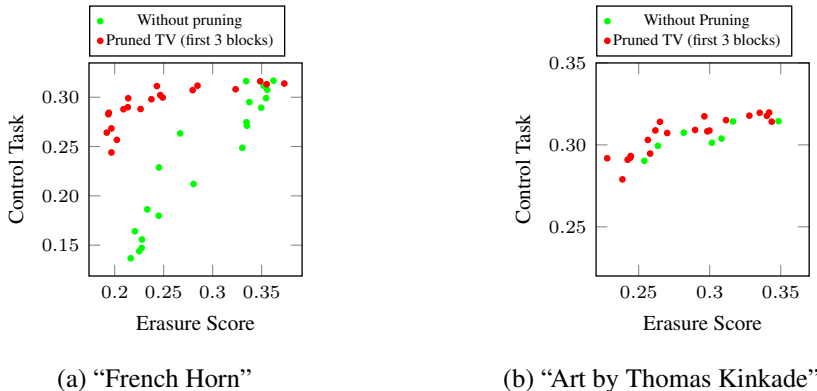 Without pruning
Pruned TV (first 3 blocks)
0.30
0.25
0.20
0.15
Control Task
0.2
0.25
0.3
0.35
Erasure Score
(a) “French Horn”
Without Pruning
Pruned TV (first 3 blocks)
0.35
0.30
0.25
Control Task
0.25
0.3
0.35
Erasure Score
(b) “Art by Thomas Kinkade”